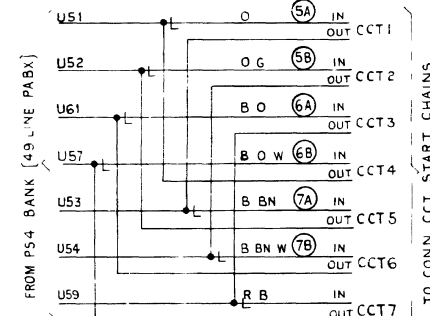 U51 O 5A IN
OUT CCT1
U52 O G 5B IN
OUT CCT2
U61 B O 6A IN
OUT CCT3
U57 B O W 6B IN
OUT CCT4
U53 B BN 7A IN
OUT CCT5
U54 B BN W 7B IN
OUT CCT6
U59 R B IN
OUT CCT7
FROM P54 BANK (49 LINE PABX)
TO CONN CCT START CHAINS